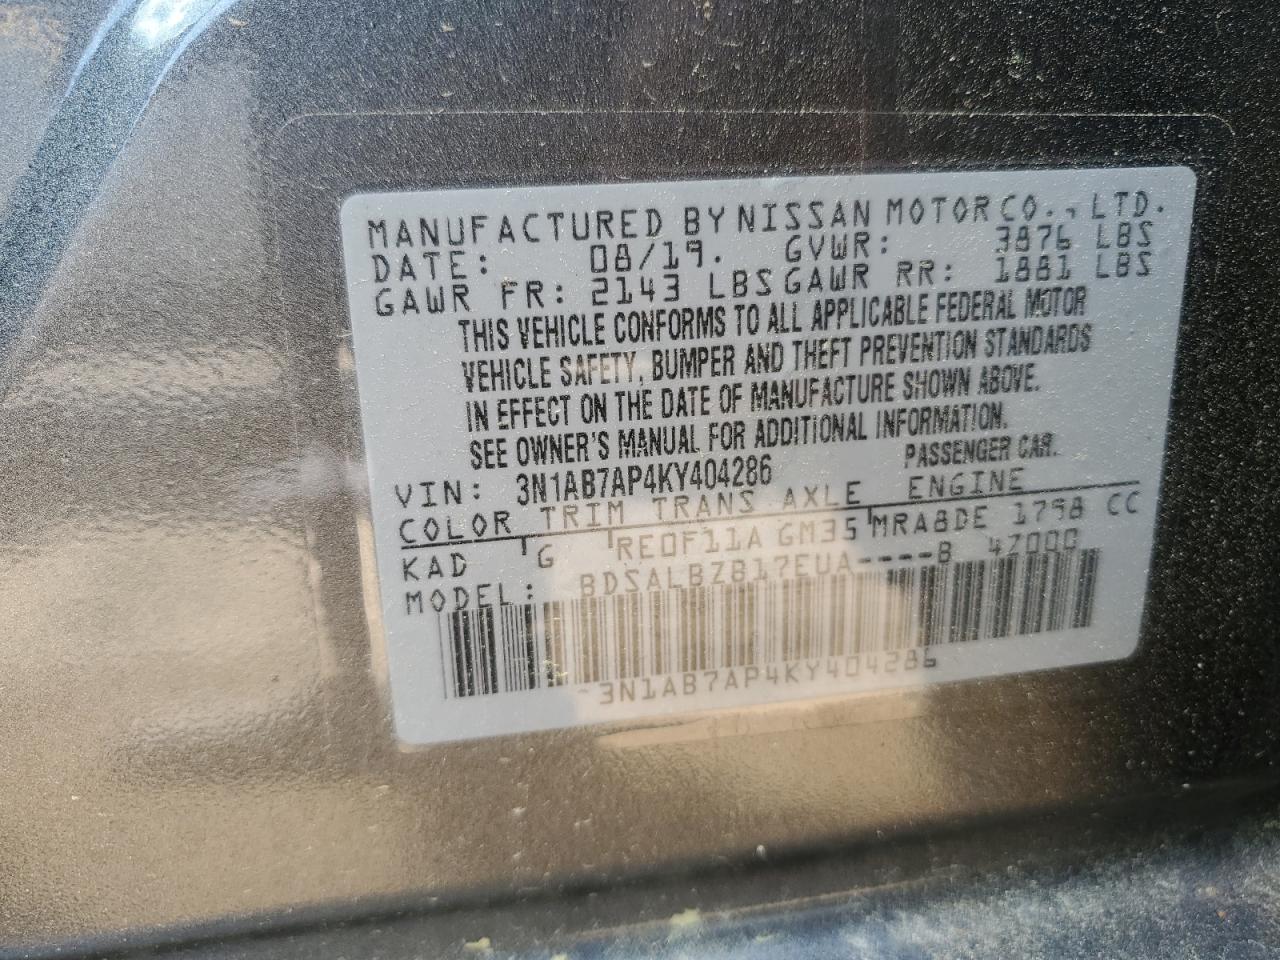 MANUFACTURED BY NISSAN MOTOR CO., LTD.
DATE: 08/19. GVWR: 3876 LBS
GAWR FR: 2143 LBS GAWR RR: 1881 LBS
THIS VEHICLE CONFORMS TO ALL APPLICABLE FEDERAL MOTOR
VEHICLE SAFETY, BUMPER AND THEFT PREVENTION STANDARDS
IN EFFECT ON THE DATE OF MANUFACTURE SHOWN ABOVE.
SEE OWNER'S MANUAL FOR ADDITIONAL INFORMATION.
VIN: 3N1AB7AP4KY404286 PASSENGER CAR.
COLOR TRIM TRANS AXLE ENGINE
KAD G RE0F11A GM35 MRA8DE 1798 CC
MODEL: BDSALBZB17EUA----B 47000
3N1AB7AP4KY404286